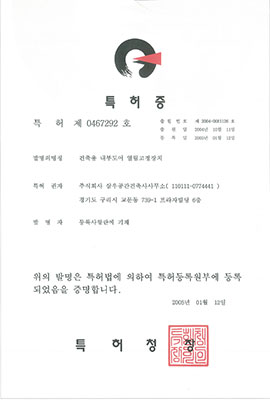 특허증
특 허 제 0467292 호
출 원 번 호 제 2004-0081106 호
출 원 일 2004년 10월 11일
등 록 일 2005년 01월 12일
발명의명칭 건축용 내풍도어 열림고정장치
특허 권자 주식회사 삼우공간건축사사무소( 110111-0774441 )
경기도 구리시 교문동 739-1 프라자빌딩 6층
발 명 자 등록사항란에 기재
위의 발명은 특허법에 의하여 특허등록원부에 등록
되었음을 증명합니다.
2005년 01월 12일
특 허 청 장